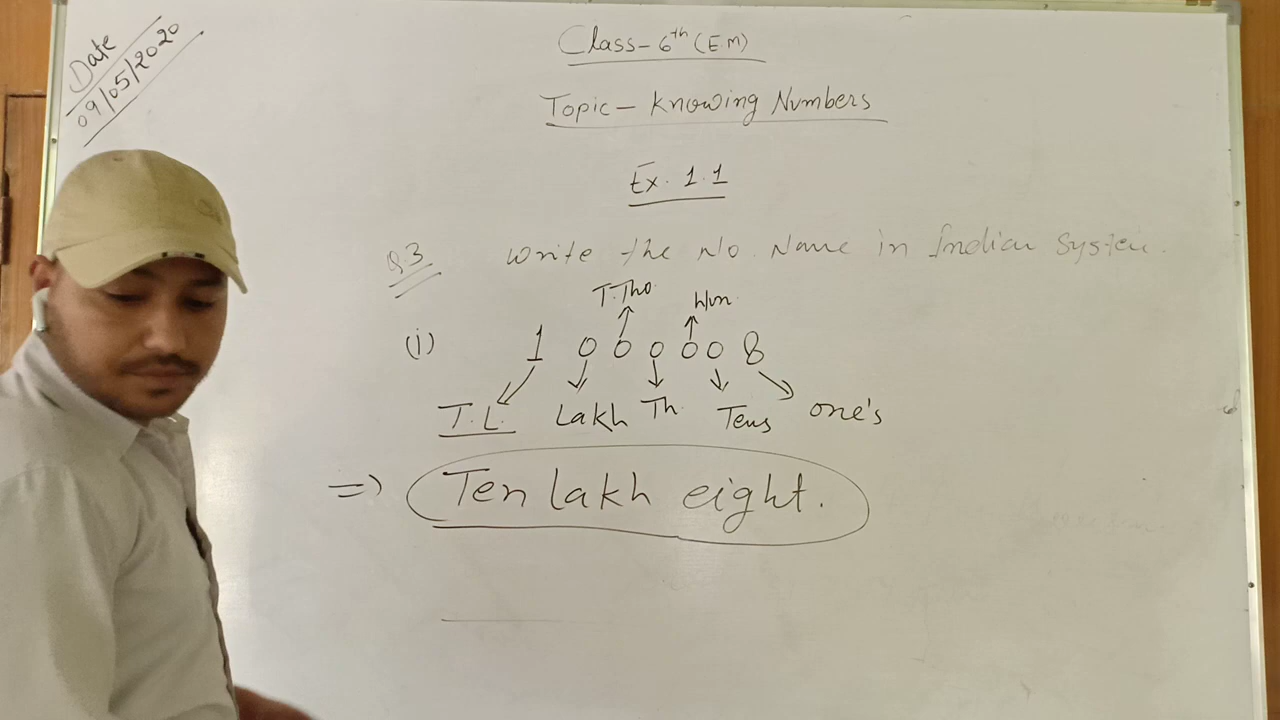 Date
09/05/2020
Class-6th (E.M)
Topic- Knowing Numbers
Ex. 1.1
Q3 Write the No Name in Indian System.
T.Tho. Hun.
(i) 1 0 0 0 0 0 8
T.L. Lakh Th. Tens one's
=> Ten lakh eight.